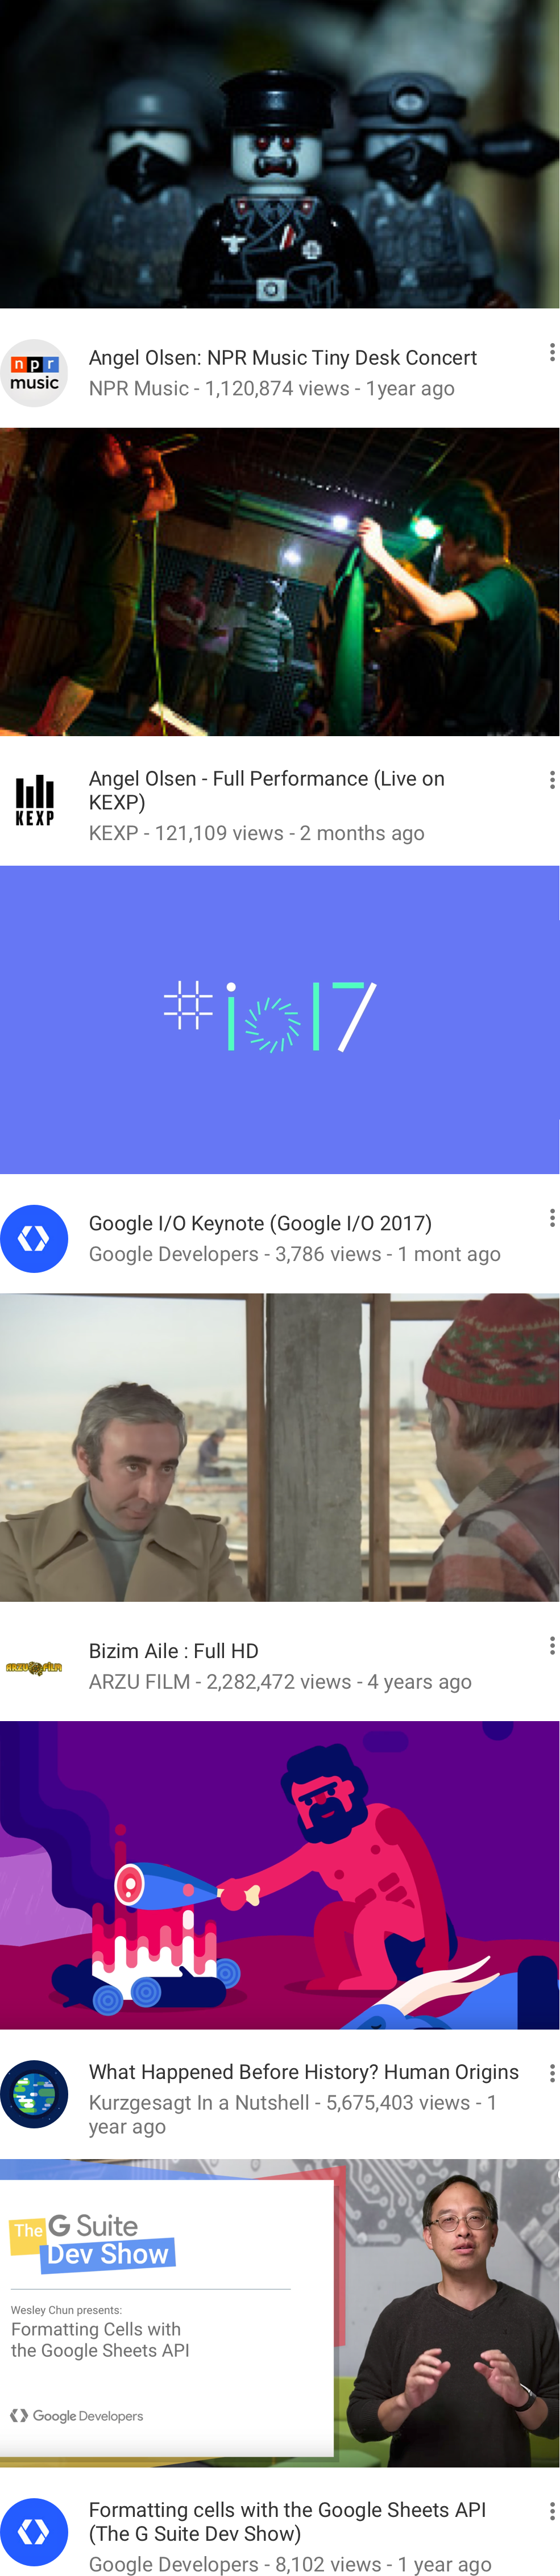 npr
music
Angel Olsen: NPR Music Tiny Desk Concert
NPR Music - 1,120,874 views - 1year ago
KEXP
Angel Olsen - Full Performance (Live on
KEXP)
KEXP - 121,109 views - 2 months ago
#io17
Google I/O Keynote (Google I/O 2017)
Google Developers - 3,786 views - 1 mont ago
ARZU FILM
Bizim Aile : Full HD
ARZU FILM - 2,282,472 views - 4 years ago
What Happened Before History? Human Origins
Kurzgesagt In a Nutshell - 5,675,403 views - 1
year ago
The G Suite
Dev Show
Wesley Chun presents:
Formatting Cells with
the Google Sheets API
Google Developers
Formatting cells with the Google Sheets API
(The G Suite Dev Show)
Google Developers - 8,102 views - 1 year ago